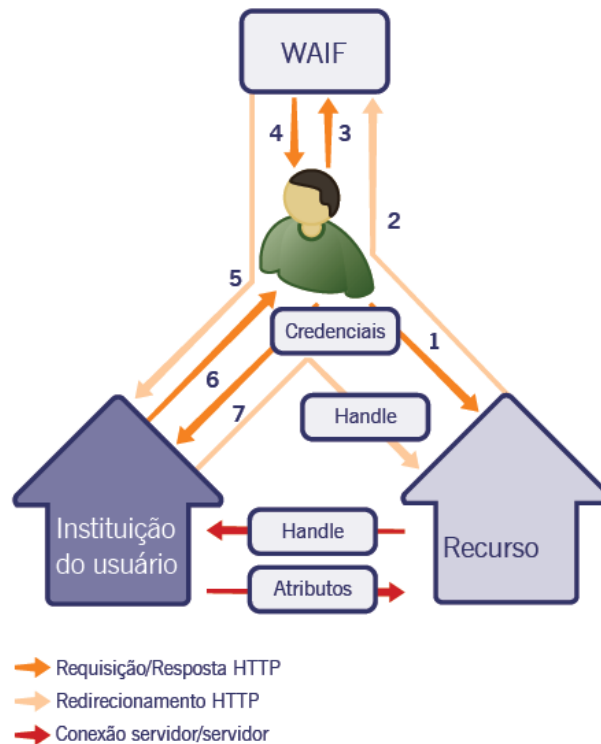 WAIF
4
3
2
5
Credenciais
1
6
7
Handle
Instituição
do usuário
Handle
Recurso
Atributos
Requisição/Resposta HTTP
Redirecionamento HTTP
Conexão servidor/servidor